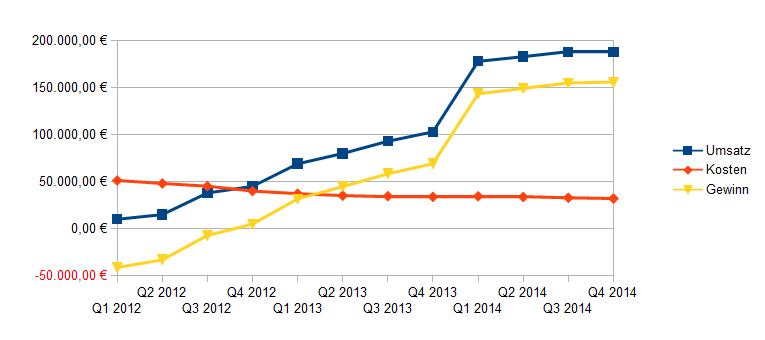 200.000,00 €
150.000,00 €
100.000,00 €
50.000,00 €
0,00 €
-50.000,00 €
Q1 2012
Q2 2012
Q3 2012
Q4 2012
Q1 2013
Q2 2013
Q3 2013
Q4 2013
Q1 2014
Q2 2014
Q3 2014
Q4 2014
Umsatz
Kosten
Gewinn